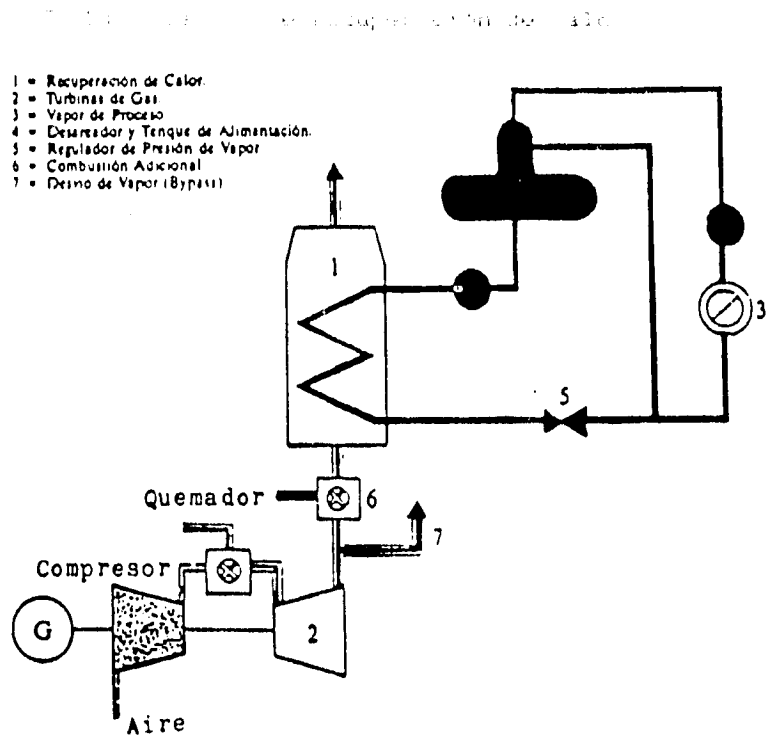 1 = Recuperación de Calor.
2 = Turbinas de Gas
3 = Vapor de Proceso
4 = Desareador y Tanque de Alimentación.
5 = Regulador de Presión de Vapor
6 = Combustión Adicional
7 = Desvio de Vapor (Bypass)
1
3
5
Quemador
6
7
Compresor
G
2
Aire